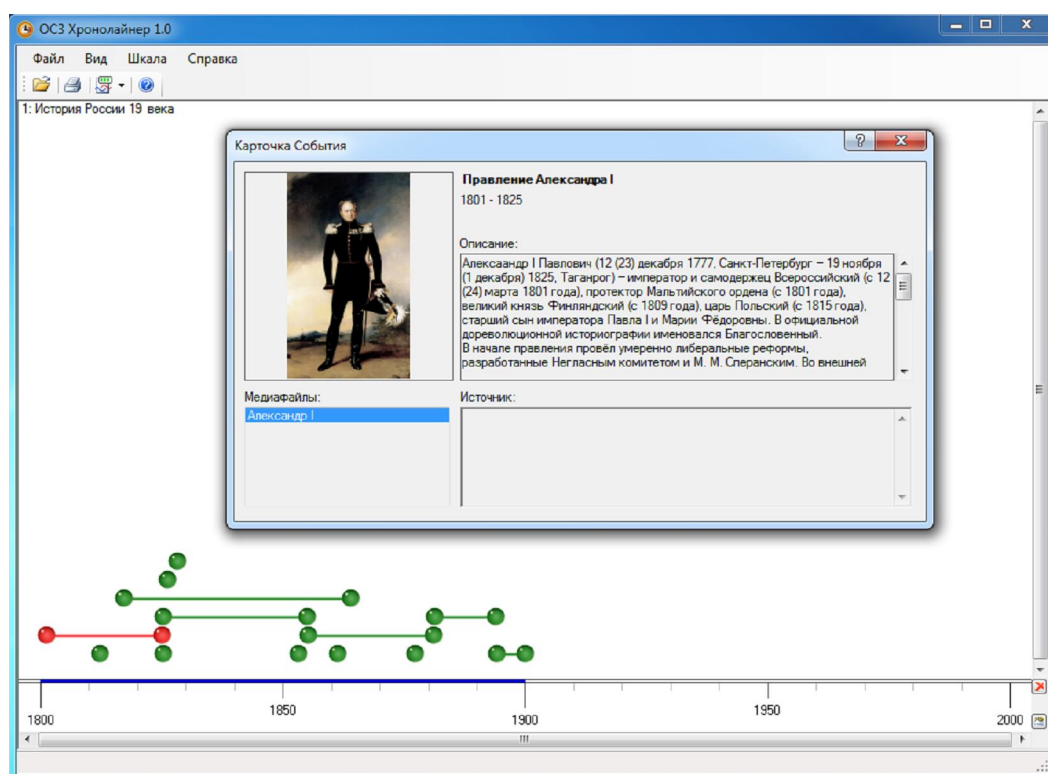 ОС3 Хронолайнер 1.0
Файл Вид Шкала Справка
1: История России 19 века
Карточка События
Правление Александра I
1801 - 1825
Описание:
Алексаандр I Павлович (12 (23) декабря 1777, Санкт-Петербург – 19 ноября
(1 декабря) 1825, Таганрог) – император и самодержец Всероссийский (с 12
(24) марта 1801 года), протектор Мальтийского ордена (с 1801 года),
великий князь Финляндский (с 1809 года), царь Польский (с 1815 года),
старший сын императора Павла I и Марии Фёдоровны. В официальной
дореволюционной историографии именовался Благословенный.
В начале правления провёл умеренно либеральные реформы,
разработанные Негласным комитетом и М. М. Сперанским. Во внешней
Медиафайлы:
Александр I
Источник:
1800 1850 1900 1950 2000